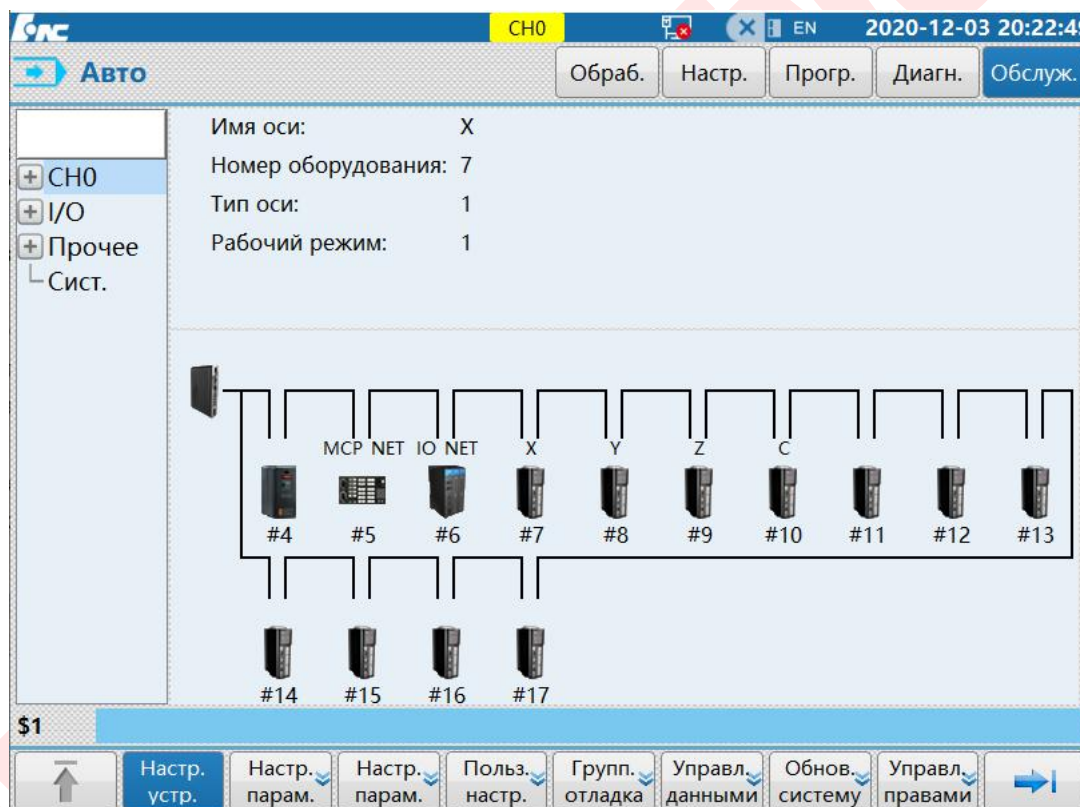 HNC CH0 EN 2020-12-03 20:22:49
Авто Обраб. Настр. Прогр. Диагн. Обслуж.
CH0
I/O
Прочее
Сист.
Имя оси: X
Номер оборудования: 7
Тип оси: 1
Рабочий режим: 1
MCP NET IO NET X Y Z C
#4 #5 #6 #7 #8 #9 #10 #11 #12 #13
#14 #15 #16 #17
$1
Настр. устр.
Настр. парам.
Настр. парам.
Польз. настр.
Групп. отладка
Управл. данными
Обнов. систему
Управл. правами